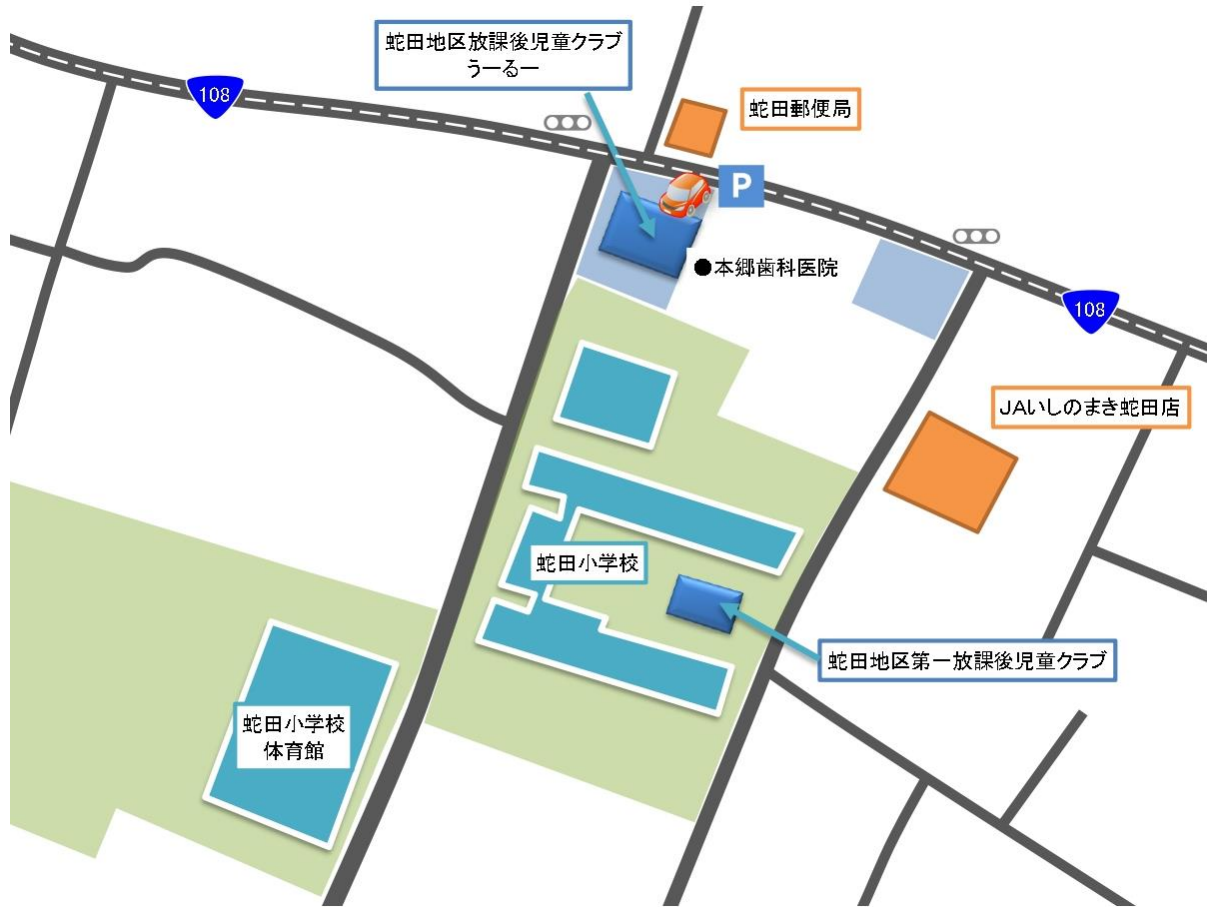 蛇田地区放課後児童クラブ
うーるー
108
蛇田郵便局
P
●本郷歯科医院
108
JAいしのまき蛇田店
蛇田小学校
蛇田地区第一放課後児童クラブ
蛇田小学校
体育館